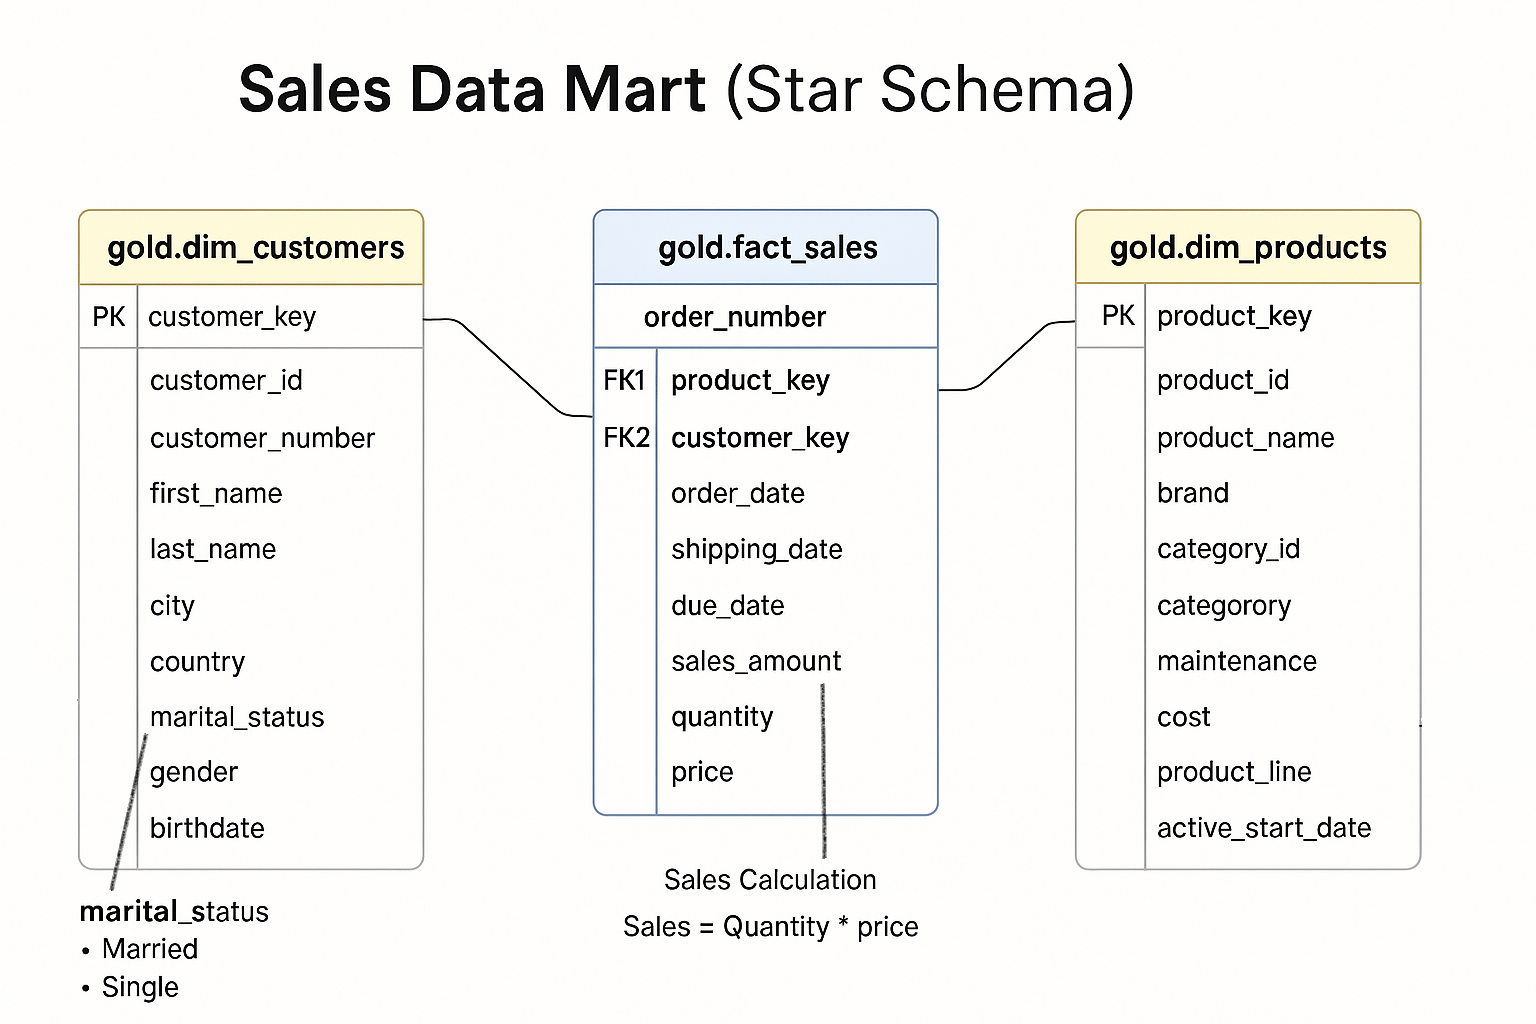 Sales Data Mart (Star Schema)
gold.dim_customers
PK customer_key
customer_id
customer_number
first_name
last_name
city
country
marital_status
gender
birthdate
marital_status
• Married
• Single
gold.fact_sales
order_number
FK1 product_key
FK2 customer_key
order_date
shipping_date
due_date
sales_amount
quantity
price
Sales Calculation
Sales = Quantity * price
gold.dim_products
PK product_key
product_id
product_name
brand
category_id
categorory
maintenance
cost
product_line
active_start_date